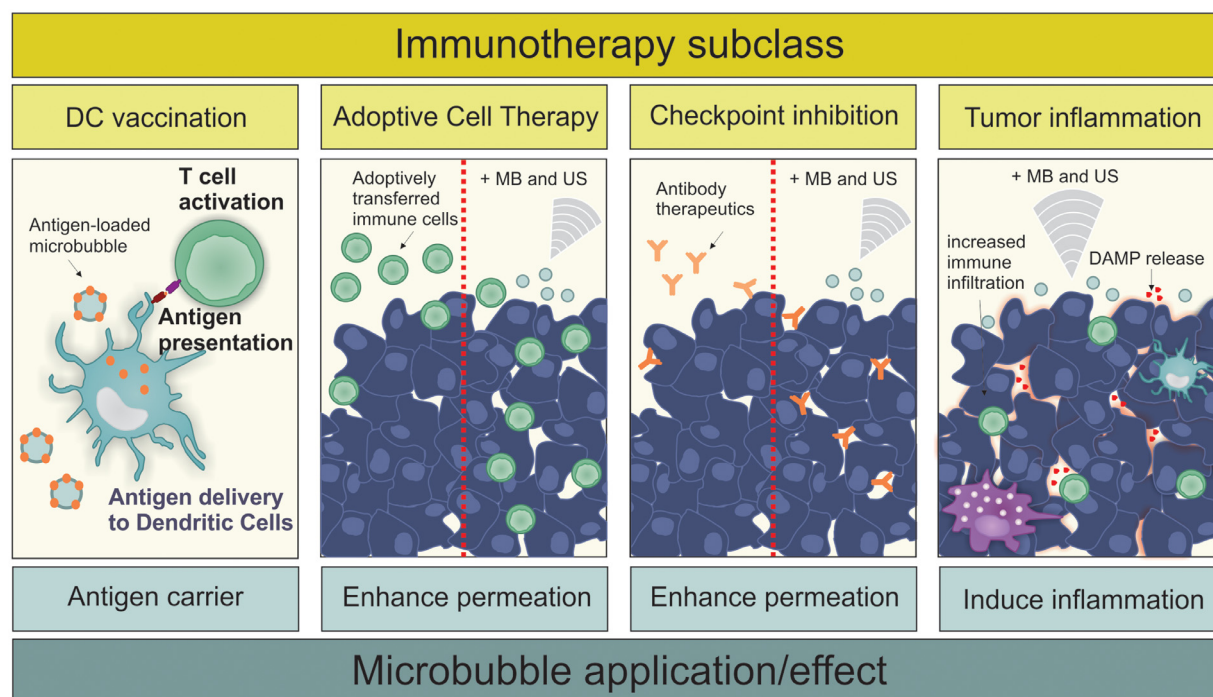 Immunotherapy subclass
DC vaccination
Adoptive Cell Therapy
Checkpoint inhibition
Tumor inflammation
T cell
activation
Antigen-loaded
microbubble
Antigen
presentation
Antigen delivery
to Dendritic Cells
Adoptively
transferred
immune cells
+ MB and US
Antibody
therapeutics
+ MB and US
+ MB and US
increased
immune
infiltration
DAMP release
Antigen carrier
Enhance permeation
Enhance permeation
Induce inflammation
Microbubble application/effect